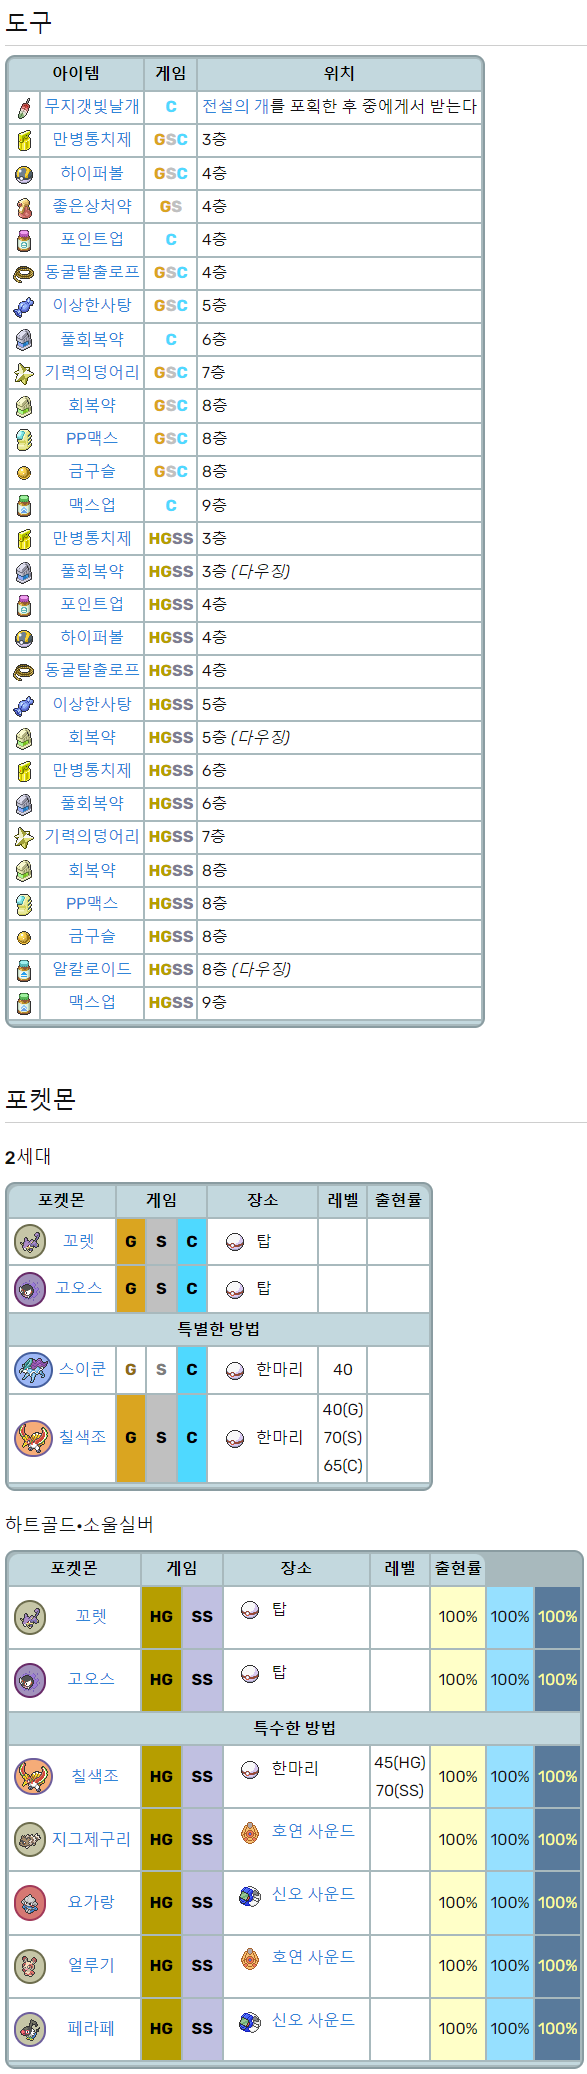 도구
아이템 게임 위치
무지갯빛날개 C 전설의 개를 포획한 후 중에게서 받는다
만병통치제 GSC 3층
하이퍼볼 GSC 4층
좋은상처약 GS 4층
포인트업 C 4층
동굴탈출로프 GSC 4층
이상한사탕 GSC 5층
풀회복약 C 6층
기력의덩어리 GSC 7층
회복약 GSC 8층
PP맥스 GSC 8층
금구슬 GSC 8층
맥스업 C 9층
만병통치제 HGSS 3층
풀회복약 HGSS 3층 (다우징)
포인트업 HGSS 4층
하이퍼볼 HGSS 4층
동굴탈출로프 HGSS 4층
이상한사탕 HGSS 5층
회복약 HGSS 5층 (다우징)
만병통치제 HGSS 6층
풀회복약 HGSS 6층
기력의덩어리 HGSS 7층
회복약 HGSS 8층
PP맥스 HGSS 8층
금구슬 HGSS 8층
알칼로이드 HGSS 8층 (다우징)
맥스업 HGSS 9층
포켓몬
2세대
포켓몬 게임 장소 레벨 출현률
꼬렛 G S C 탑
고오스 G S C 탑
특별한 방법
스이쿤 G S C 한마리 40
칠색조 G S C 한마리 40(G)
70(S)
65(C)
하트골드•소울실버
포켓몬 게임 장소 레벨 출현률
꼬렛 HG SS 탑 100% 100% 100%
고오스 HG SS 탑 100% 100% 100%
특수한 방법
칠색조 HG SS 한마리 45(HG) 100% 100% 100%
70(SS)
지그제구리 HG SS 호연 사운드 100% 100% 100%
요가랑 HG SS 신오 사운드 100% 100% 100%
얼루기 HG SS 호연 사운드 100% 100% 100%
페라페 HG SS 신오 사운드 100% 100% 100%